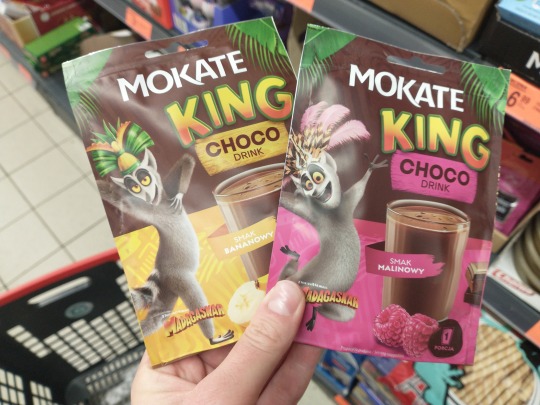 MOKATE
KING
CHOCO
DRINK
SMAK
BANANOWY
MADAGASKAR
MOKATE
KING
CHOCO
DRINK
SMAK
MALINOWY
MADAGASKAR
1
PORCJA